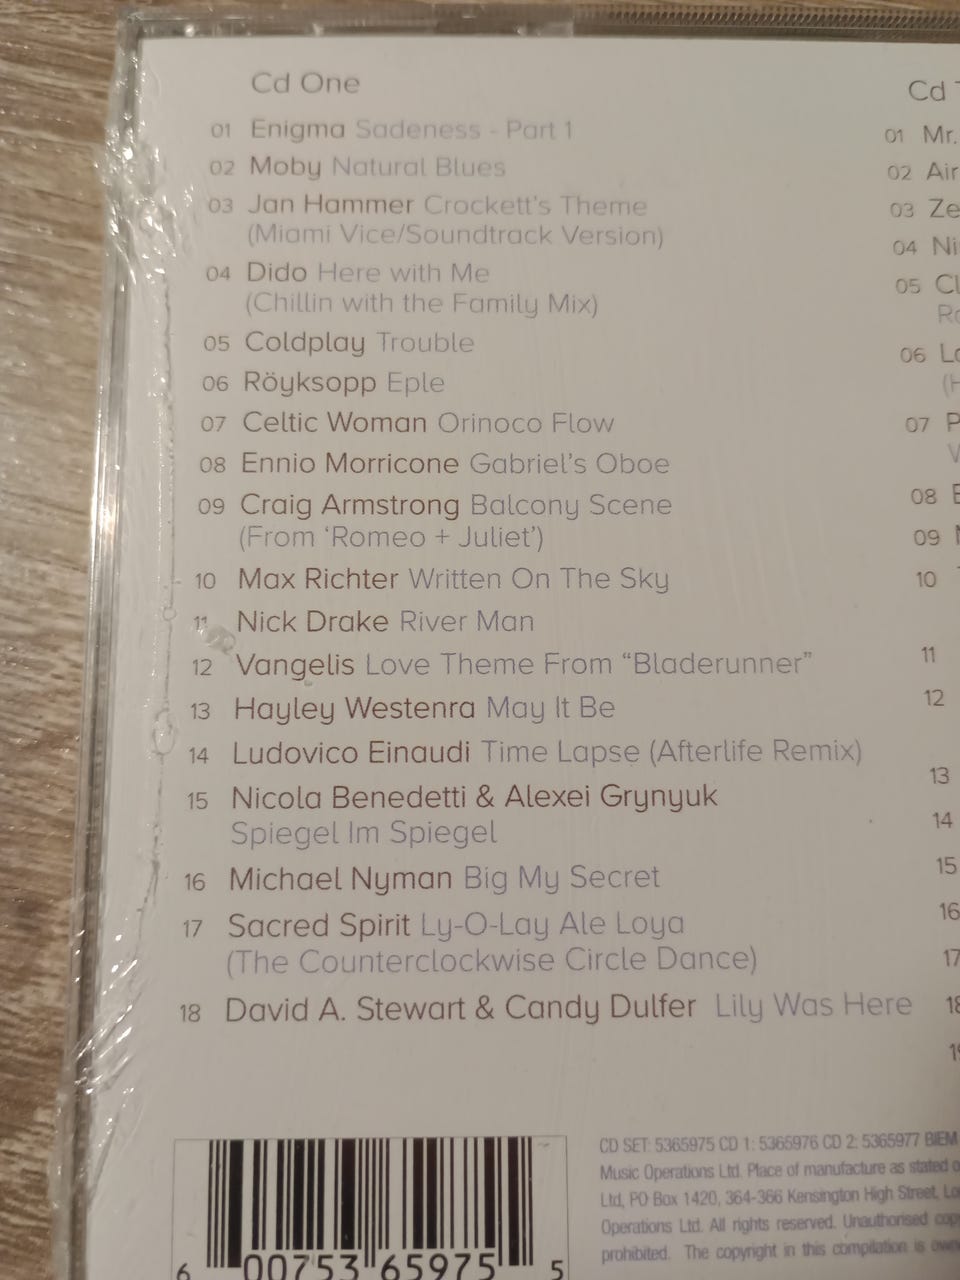 Cd One
01 Enigma Sadeness - Part 1
02 Moby Natural Blues
03 Jan Hammer Crockett's Theme
(Miami Vice/Soundtrack Version)
04 Dido Here with Me
(Chillin with the Family Mix)
05 Coldplay Trouble
06 Röyksopp Eple
07 Celtic Woman Orinoco Flow
08 Ennio Morricone Gabriel's Oboe
09 Craig Armstrong Balcony Scene
(From 'Romeo + Juliet')
10 Max Richter Written On The Sky
11 Nick Drake River Man
12 Vangelis Love Theme From “Bladerunner”
13 Hayley Westenra May It Be
14 Ludovico Einaudi Time Lapse (Afterlife Remix)
15 Nicola Benedetti & Alexei Grynyuk
Spiegel Im Spiegel
16 Michael Nyman Big My Secret
17 Sacred Spirit Ly-O-Lay Ale Loya
(The Counterclockwise Circle Dance)
18 David A. Stewart & Candy Dulfer Lily Was Here
Cd
01 Mr.
02 Air
03 Ze
04
05
06
07
08
09
10
11
12
13
14
15
16
17
6 00753 65975 5
CD SET: 5365975 CD 1: 5365976 CD 2: 5365977 BIEM
Music Operations Ltd. Place of manufacture as stated
Ltd, PO Box 1420, 364-366 Kensington High Street,
Operations Ltd. All rights reserved. Unauthorised
prohibited. The copyright in this compilation is